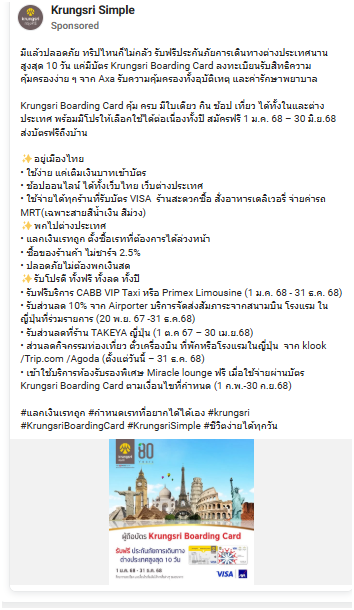 Krungsri Simple
Sponsored
มีแล้วปลอดภัย ทริปไหนก็ไม่กลัว รับฟรีประกันภัยการเดินทางต่างประเทศนาน
สูงสุด 10 วัน แค่มีบัตร Krungsri Boarding Card ลงทะเบียนรับสิทธิความ
คุ้มครองง่าย ๆ จาก Axa รับความคุ้มครองทั้งอุบัติเหตุ และค่ารักษาพยาบาล
Krungsri Boarding Card คุ้ม ครบ มีใบเดียว กิน ช้อป เที่ยว ได้ทั้งในและต่าง
ประเทศ พร้อมมีโปรให้เลือกใช้ได้ต่อเนื่องทั้งปี สมัครฟรี 1 ม.ค. 68 – 30 มิ.ย.68
ส่งบัตรฟรีถึงบ้าน
✨ อยู่เมืองไทย
• ใช้ง่าย แค่เติมเงินบาทเข้าบัตร
• ช้อปออนไลน์ ได้ทั้งเว็บไทย เว็บต่างประเทศ
• ใช้จ่ายได้ทุกร้านที่รับบัตร VISA ร้านสะดวกซื้อ สั่งอาหารเดลิเวอรี่ จ่ายค่ารถ
MRT(เฉพาะสายสีน้ำเงิน สีม่วง)
✨ พกไปต่างประเทศ
• แลกเงินเรทถูก ตั้งซื้อเรทที่ต้องการได้ล่วงหน้า
• ซื้อของร้านค้า ไม่ชาร์จ 2.5%
• ปลอดภัยไม่ต้องพกเงินสด
✨ รับโปรดี ทั้งฟรี ทั้งลด ทั้งปี
• รับฟรีบริการ CABB VIP Taxi หรือ Primex Limousine (1 ม.ค. 68 - 31 ธ.ค. 68)
• รับส่วนลด 10% จาก Airporter บริการจัดส่งสัมภาระจากสนามบิน โรงแรม ใน
ญี่ปุ่นที่ร่วมรายการ (20 พ.ย. 67 -31 ธ.ค.68)
• รับส่วนลดที่ร้าน TAKEYA ญี่ปุ่น (1 ต.ค 67 – 30 เม.ย.68)
• ส่วนลดกิจกรรมท่องเที่ยว ตั๋วเครื่องบิน ที่พักหรือโรงแรมในญี่ปุ่น จาก klook
/Trip.com /Agoda (ตั้งแต่วันนี้ – 31 ธ.ค. 68)
• เข้าใช้บริการห้องรับรองพิเศษ Miracle lounge ฟรี เมื่อใช้จ่ายผ่านบัตร
Krungsri Boarding Card ตามเงื่อนไขที่กำหนด (1 ก.พ.-30 ก.ย.68)
#แลกเงินเรทถูก #กำหนดเรทที่อยากได้ได้เอง #krungsri
#KrungsriBoardingCard #KrungsriSimple #ชีวิตง่ายได้ทุกวัน
krungsri
80
ผู้ถือบัตร Krungsri Boarding Card
รับฟรี ประกันภัยการเดินทาง
ต่างประเทศสูงสุด 10 วัน
1 ม.ค. 68 - 31 ธ.ค. 68
VISA